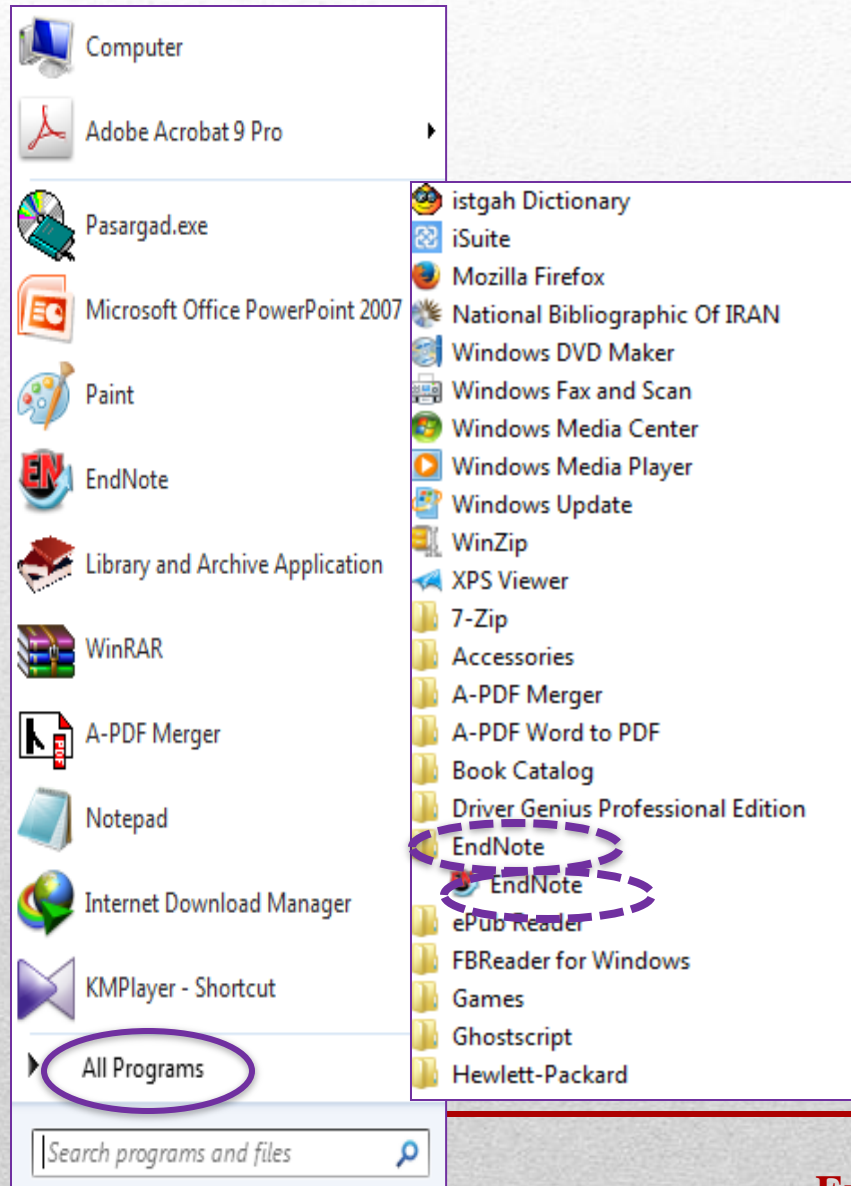 Computer
Adobe Acrobat 9 Pro
Pasargad.exe
Microsoft Office PowerPoint 2007
Paint
EndNote
Library and Archive Application
WinRAR
A-PDF Merger
Notepad
Internet Download Manager
KMPlayer - Shortcut
All Programs
Search programs and files
istgah Dictionary
iSuite
Mozilla Firefox
National Bibliographic Of IRAN
Windows DVD Maker
Windows Fax and Scan
Windows Media Center
Windows Media Player
Windows Update
WinZip
XPS Viewer
7-Zip
Accessories
A-PDF Merger
A-PDF Word to PDF
Book Catalog
Driver Genius Professional Edition
EndNote
EndNote
ePub Reader
FBReader for Windows
Games
Ghostscript
Hewlett-Packard